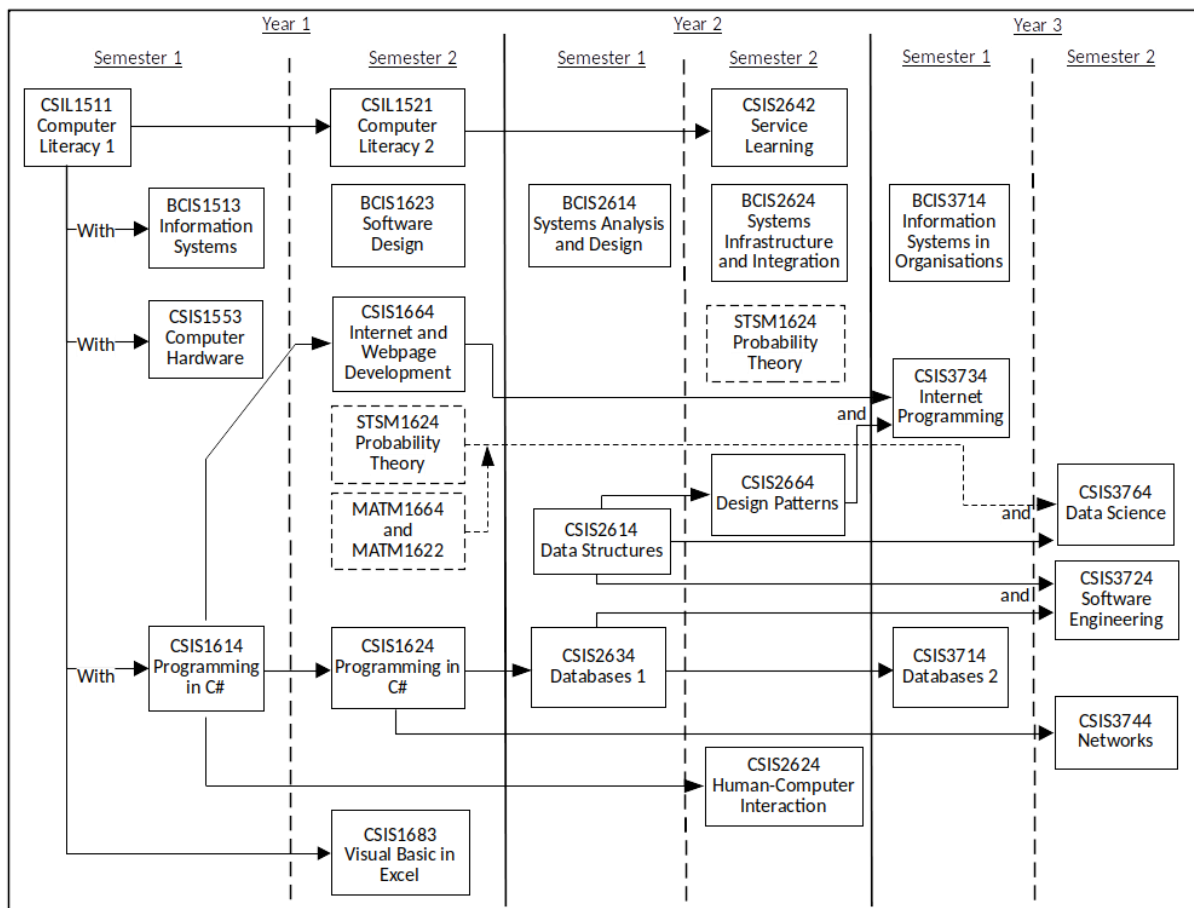 Year 1
Year 2
Year 3
Semester 1
Semester 2
Semester 1
Semester 2
Semester 1
Semester 2
CSIL1511
Computer
Literacy 1
CSIL1521
Computer
Literacy 2
CSIS2642
Service
Learning
With
BCIS1513
Information
Systems
BCIS1623
Software
Design
BCIS2614
Systems Analysis
and Design
BCIS2624
Systems
Infrastructure
and Integration
BCIS3714
Information
Systems in
Organisations
With
CSIS1553
Computer
Hardware
CSIS1664
Internet and
Webpage
Development
STSM1624
Probability
Theory
CSIS3734
Internet
Programming
and
STSM1624
Probability
Theory
CSIS2664
Design Patterns
CSIS3764
Data Science
and
MATM1664
and
MATM1622
CSIS2614
Data Structures
CSIS3724
Software
Engineering
and
With
CSIS1614
Programming
in C#
CSIS1624
Programming in
C#
CSIS2634
Databases 1
CSIS3714
Databases 2
CSIS3744
Networks
CSIS2624
Human-Computer
Interaction
CSIS1683
Visual Basic in
Excel